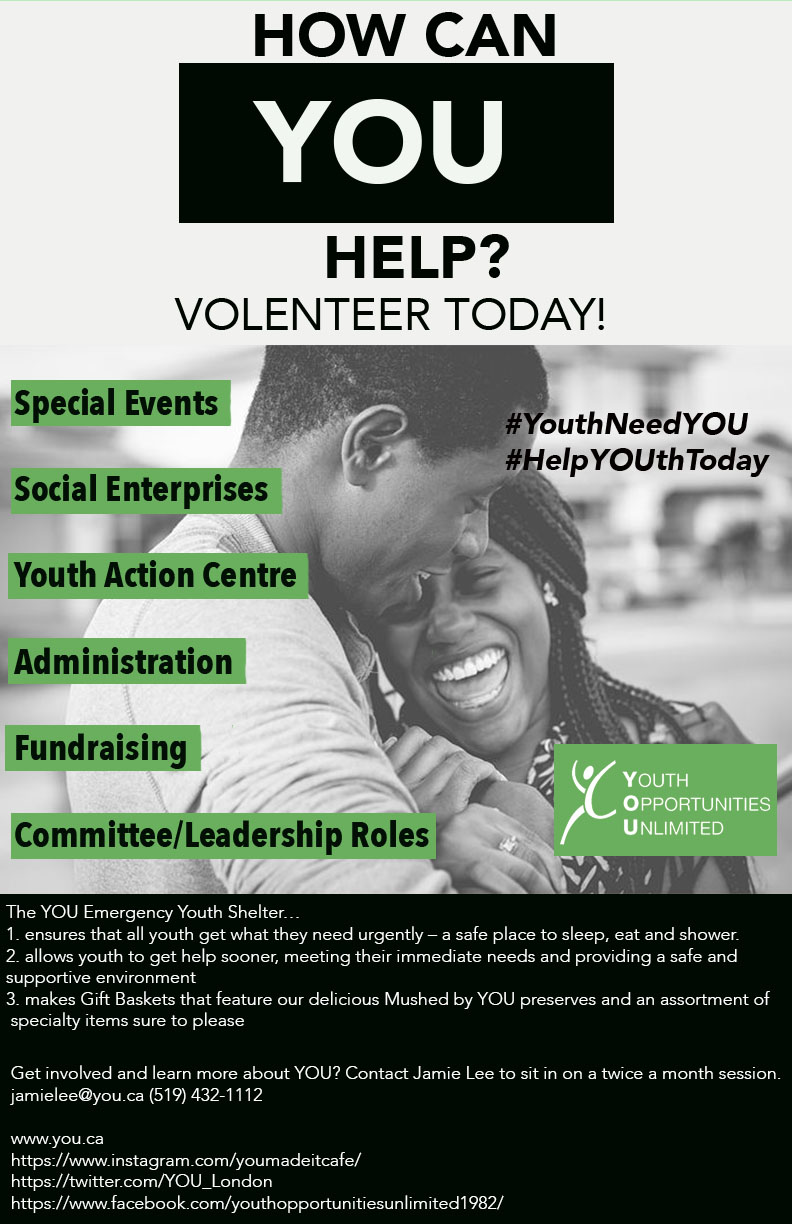 HOW CAN
YOU
HELP?
VOLENTEER TODAY!
Special Events
#YouthNeedYOU
#HelpYOUthToday
Social Enterprises
Youth Action Centre
Administration
Fundraising
Committee/Leadership Roles
YOUTH
OPPORTUNITIES
UNLIMITED
The YOU Emergency Youth Shelter…
1. ensures that all youth get what they need urgently – a safe place to sleep, eat and shower.
2. allows youth to get help sooner, meeting their immediate needs and providing a safe and
supportive environment
3. makes Gift Baskets that feature our delicious Mushed by YOU preserves and an assortment of
specialty items sure to please
Get involved and learn more about YOU? Contact Jamie Lee to sit in on a twice a month session.
jamielee@you.ca (519) 432-1112
www.you.ca
https://www.instagram.com/youmadeitcafe/
https://twitter.com/YOU_London
https://www.facebook.com/youthopportunitiesunlimited1982/